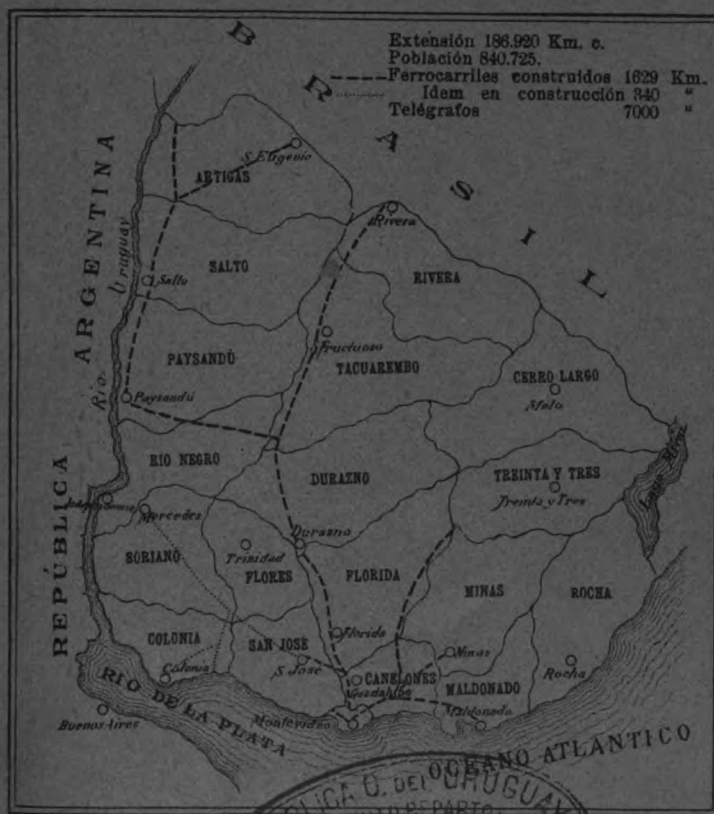 Extensión 186.920 Km. c.
Población 840.725.
Ferrocarriles construidos 1629 Km.
Idem en construcción 340 "
Telégrafos 7000 "
BRASIL
REPÚBLICA ARGENTINA
Río Uruguay
S. Eugenio
ARTIGAS
Rivera
SALTO
Salto
RIVERA
Fructuoso
PAYSANDÚ
TACUAREMBO
CERRO LARGO
Melo
Paysandú
RIO NEGRO
DURAZNO
TREINTA Y TRES
Treinta y Tres
Mercedes
Durazno
SORIANO
Trinidad
FLORES
FLORIDA
MINAS
ROCHA
COLONIA
SAN JOSÉ
Florida
Minas
Colonia
S. José
CANELONES
Rocha
MALDONADO
Maldonado
RIO DE LA PLATA
Montevideo
Buenos Aires
OCEANO ATLÁNTICO
O. DEL URUGUAY